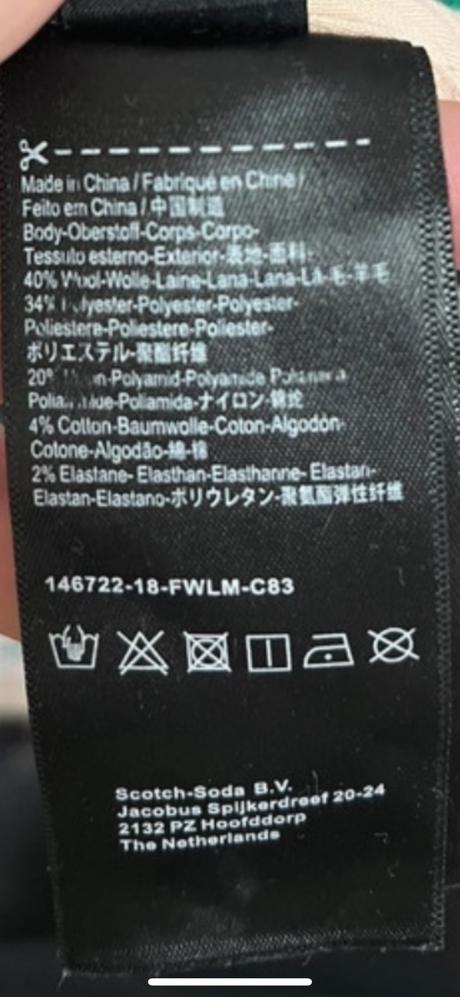 Made in China / Fabriqué en Chine /
Feito em China / 中国制造
Body-Oberstoff-Corps-Corpo-
Tessuto esterno-Exterior-表地-面料-
40% Wool-Wolle-Laine-Lana-Lana-Lã-毛-羊毛
34% Polyester-Polyester-Polyester-
Poliestere-Poliestere-Poliester-
ポリエステル-聚酯纤维
20% -Polyamid-Polyamide
-Poliamida-ナイロン-锦纶
4% Cotton-Baumwolle-Coton-Algodón-
Cotone-Algodão-綿-棉
2% Elastane- Elasthan-Elasthanne- Elastan-
Elastan-Elastano-ポリウレタン-聚氨酯弹性纤维
146722-18-FWLM-C83
Scotch-Soda B.V.
Jacobus Spijkerdreef 20-24
2132 PZ Hoofddorp
The Netherlands